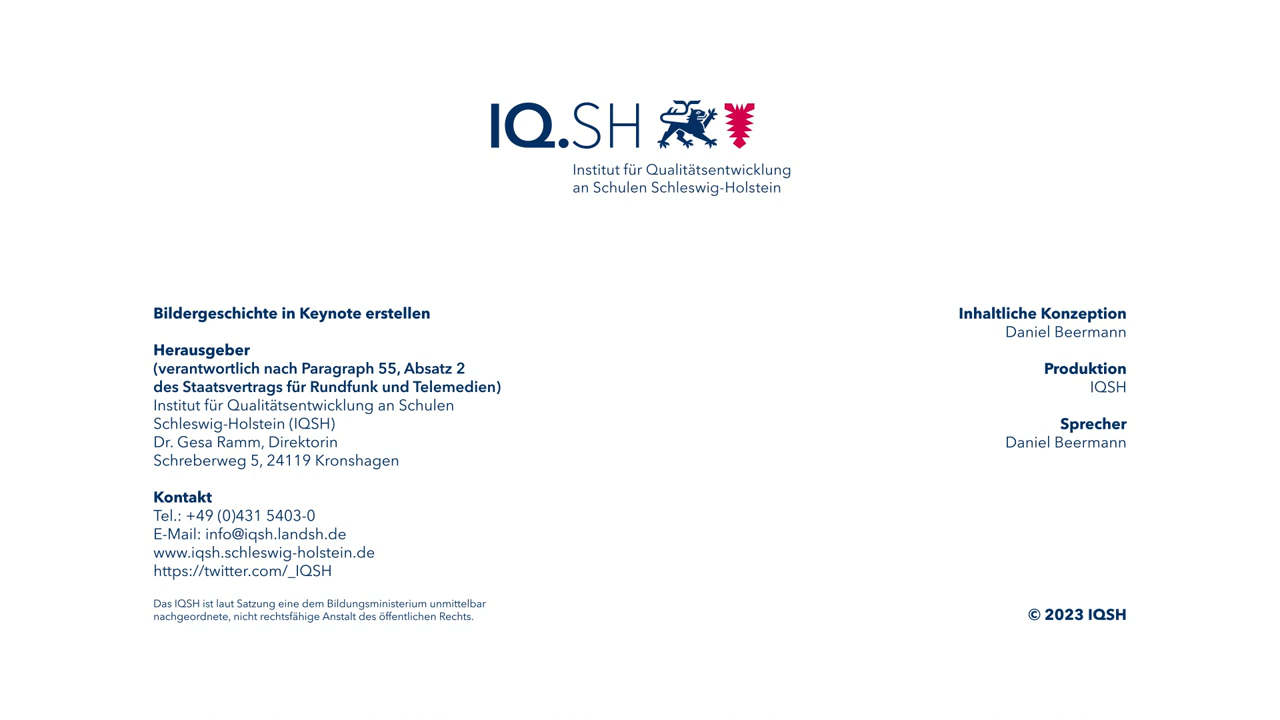 IQ.SH
Institut für Qualitätsentwicklung
an Schulen Schleswig-Holstein
Bildergeschichte in Keynote erstellen
Herausgeber
(verantwortlich nach Paragraph 55, Absatz 2
des Staatsvertrags für Rundfunk und Telemedien)
Institut für Qualitätsentwicklung an Schulen
Schleswig-Holstein (IQSH)
Dr. Gesa Ramm, Direktorin
Schreberweg 5, 24119 Kronshagen
Kontakt
Tel.: +49 (0)431 5403-0
E-Mail: info@iqsh.landsh.de
www.iqsh.schleswig-holstein.de
https://twitter.com/_IQSH
Das IQSH ist laut Satzung eine dem Bildungsministerium unmittelbar
nachgeordnete, nicht rechtsfähige Anstalt des öffentlichen Rechts.
Inhaltliche Konzeption
Daniel Beermann
Produktion
IQSH
Sprecher
Daniel Beermann
© 2023 IQSH